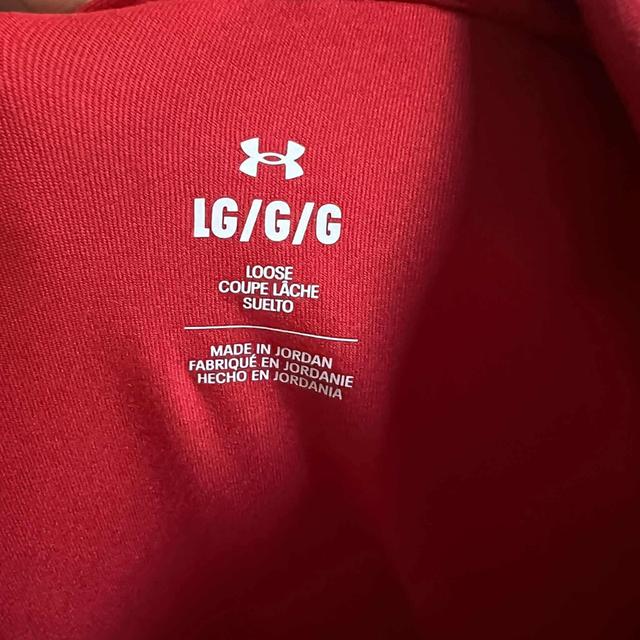 LG/G/G
LOOSE
COUPE LÂCHE
SUELTO
MADE IN JORDAN
FABRIQUÉ EN JORDANIE
HECHO EN JORDANIA